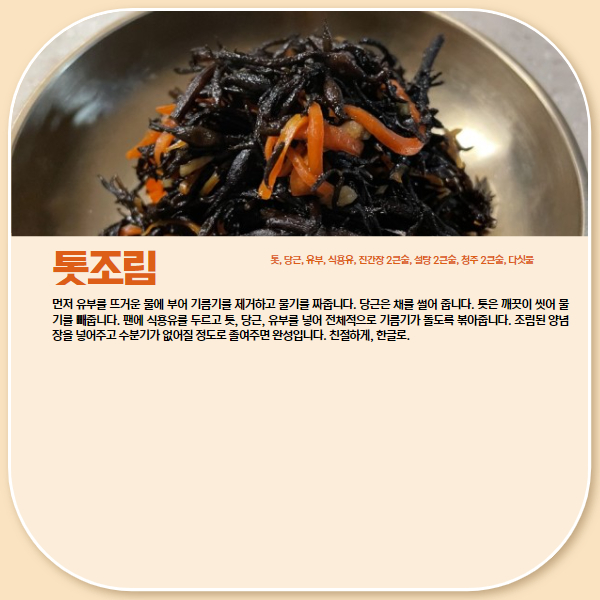 톳조림
톳, 당근, 유부, 식용유, 진간장 2큰술, 설탕 2큰술, 청주 2큰술, 다싯물
먼저 유부를 뜨거운 물에 부어 기름기를 제거하고 물기를 짜줍니다. 당근은 채를 썰어 줍니다. 톳은 깨끗이 씻어 물
기를 빼줍니다. 팬에 식용유를 두르고 톳, 당근, 유부를 넣어 전체적으로 기름기가 돌도록 볶아줍니다. 조림된 양념
장을 넣어주고 수분기가 없어질 정도로 졸여주면 완성입니다. 친절하게, 한글로.